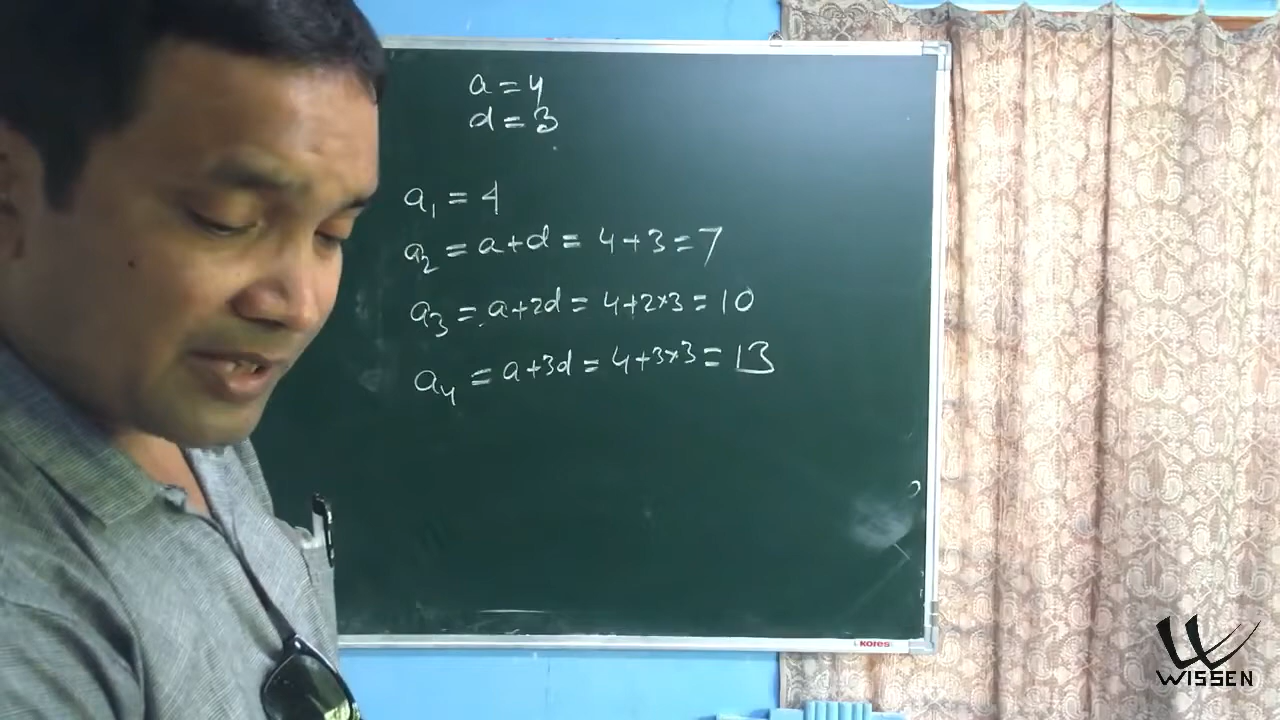 a = 4
d = 3
a₁ = 4
a₂ = a + d = 4 + 3 = 7
a₃ = a + 2d = 4 + 2 × 3 = 10
a₄ = a + 3d = 4 + 3 × 3 = 13
kores
WISSEN